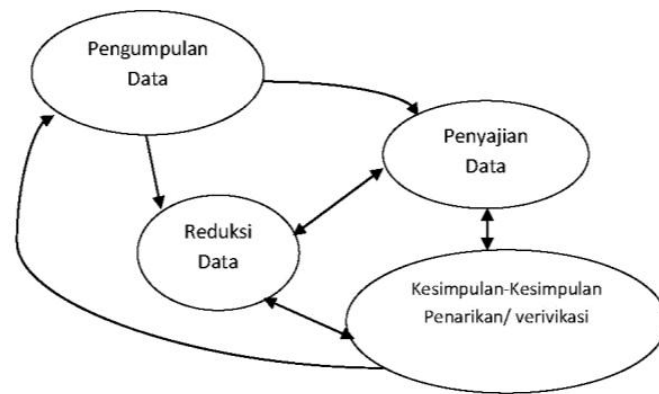 Pengumpulan
Data
Penyajian
Data
Reduksi
Data
Kesimpulan-Kesimpulan
Penarikan/ verivikasi